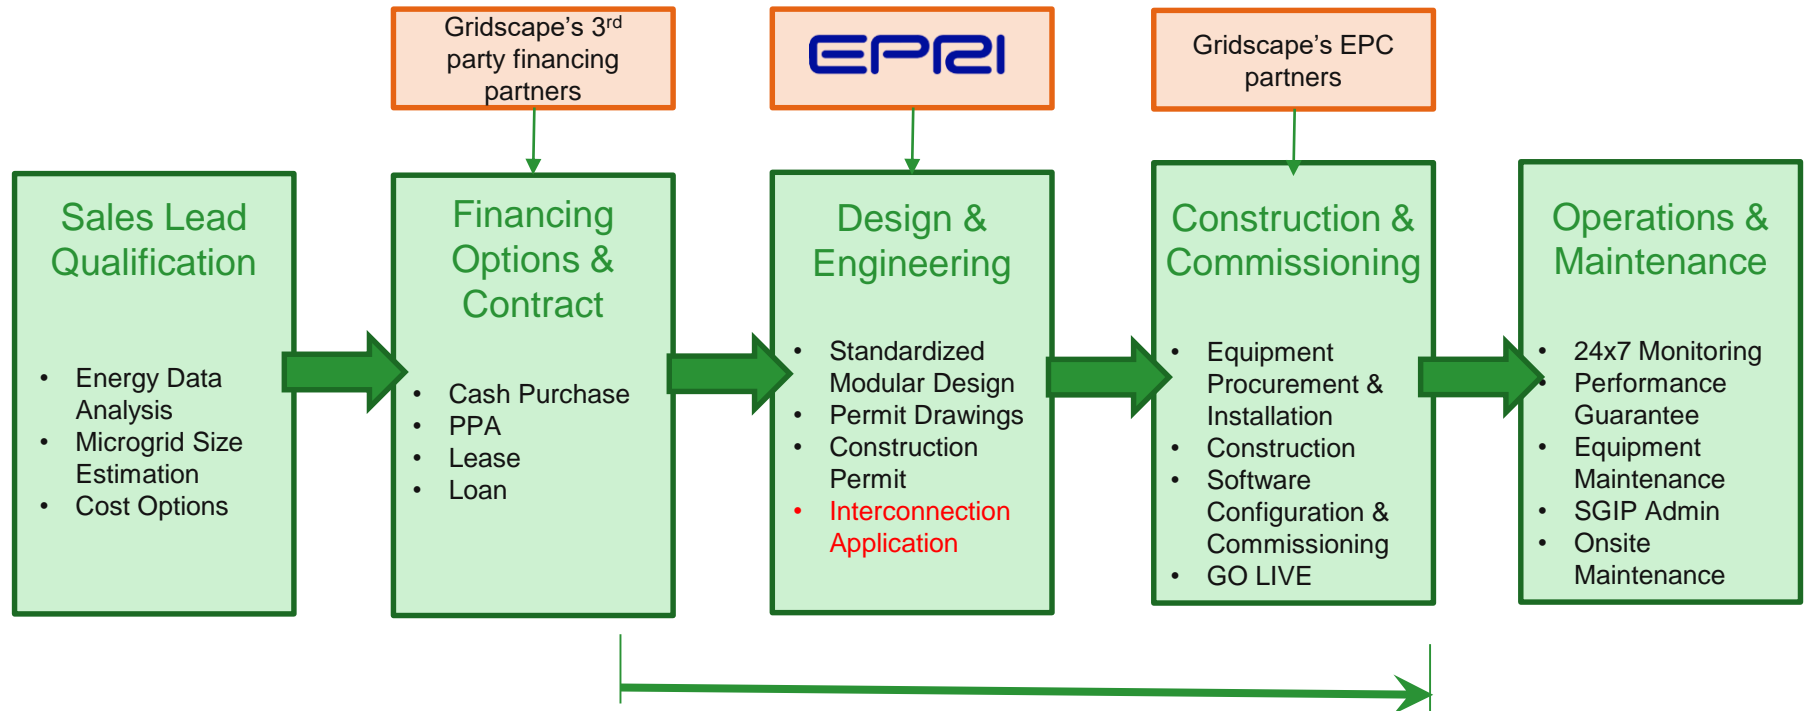 Gridscape's 3rd
party financing
partners
EPRI
Gridscape's EPC
partners
Sales Lead
Qualification
• Energy Data
Analysis
• Microgrid Size
Estimation
• Cost Options
Financing
Options &
Contract
• Cash Purchase
• PPA
• Lease
• Loan
Design &
Engineering
• Standardized
Modular Design
• Permit Drawings
• Construction
Permit
• Interconnection
Application
Construction &
Commissioning
• Equipment
Procurement &
Installation
• Construction
• Software
Configuration &
Commissioning
• GO LIVE
Operations &
Maintenance
• 24x7 Monitoring
• Performance
Guarantee
• Equipment
Maintenance
• SGIP Admin
• Onsite
Maintenance